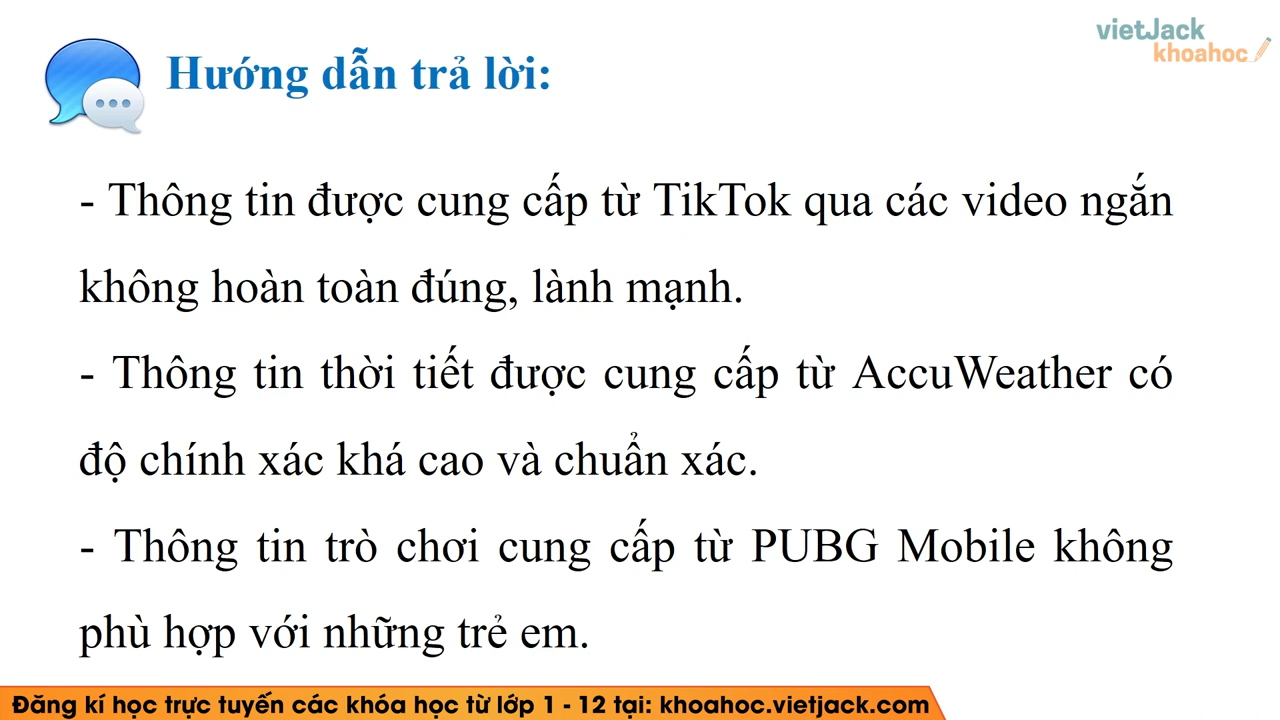 vietJack
khoahoc
Hướng dẫn trả lời:
- Thông tin được cung cấp từ TikTok qua các video ngắn
không hoàn toàn đúng, lành mạnh.
- Thông tin thời tiết được cung cấp từ AccuWeather có
độ chính xác khá cao và chuẩn xác.
- Thông tin trò chơi cung cấp từ PUBG Mobile không
phù hợp với những trẻ em.
Đăng kí học trực tuyến các khóa học từ lớp 1 - 12 tại: khoahoc.vietjack.com